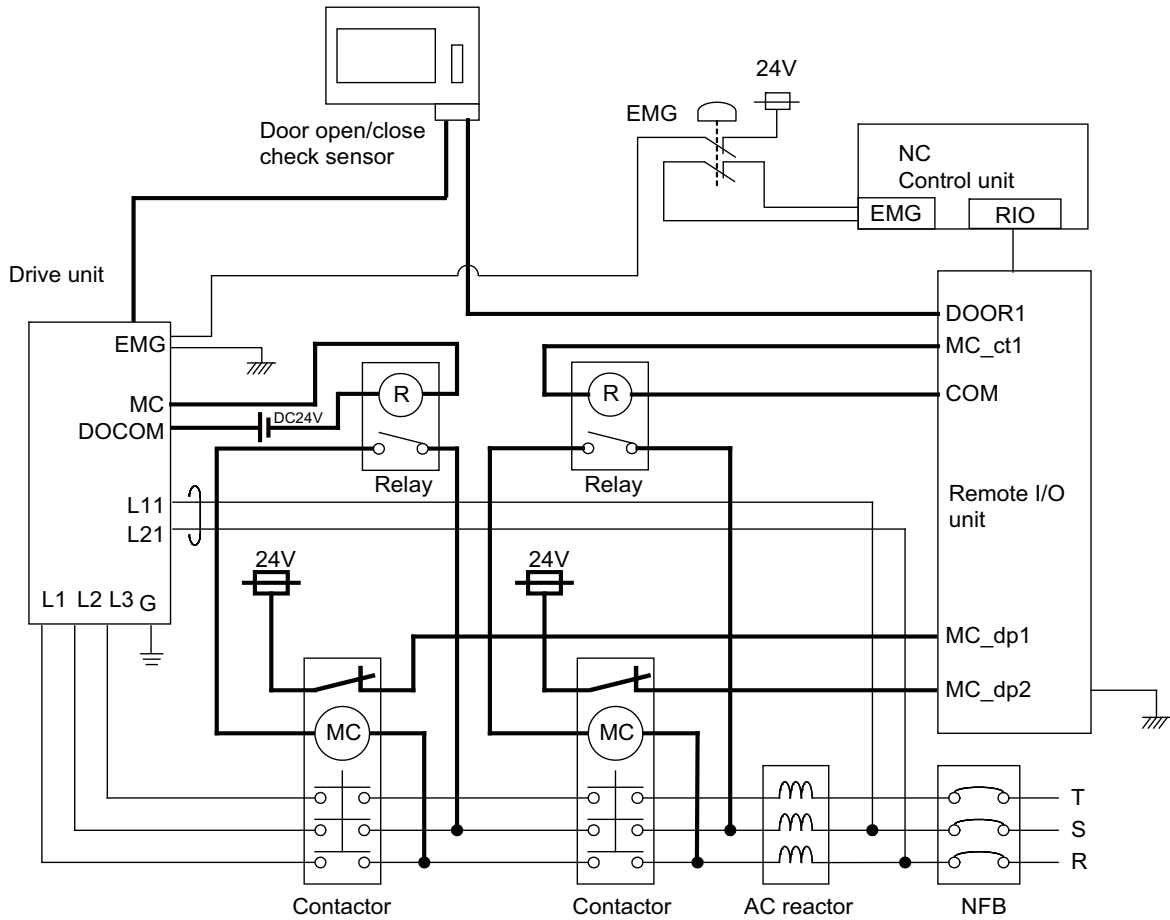 24V
EMG
Door open/close
check sensor
NC
Control unit
EMG
RIO
Drive unit
DOOR1
EMG
MC_ct1
R
R
COM
MC
DC24V
DOCOM
Relay
Relay
L11
Remote I/O
unit
L21
24V
24V
L1 L2 L3 G
MC_dp1
MC_dp2
MC
MC
T
S
R
Contactor
Contactor
AC reactor
NFB